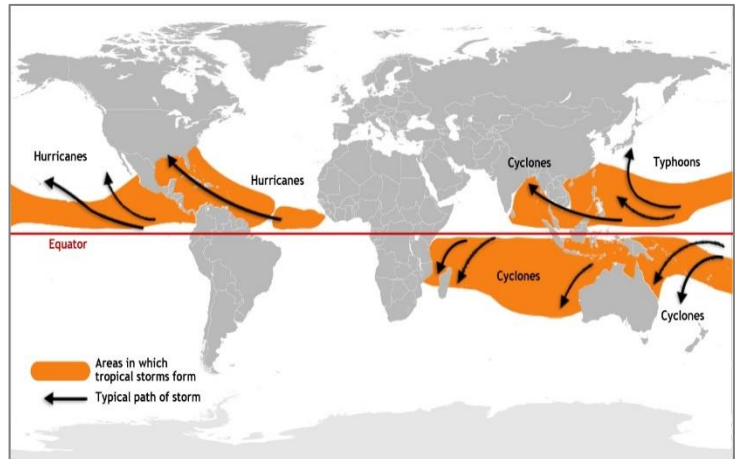 Hurricanes
Hurricanes
Cyclones
Typhoons
Equator
Cyclones
Cyclones
Areas in which
tropical storms form
Typical path of storm